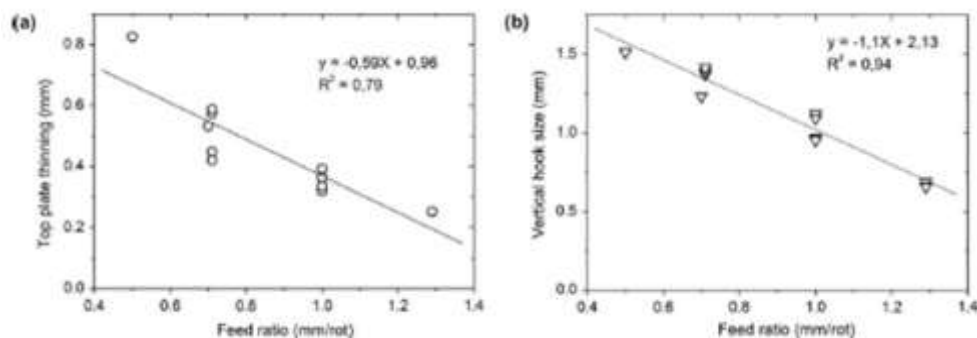 (a)
y = -0,59X + 0,96
R² = 0,79
Top plate thinning (mm)
0.8
0.6
0.4
0.2
0.0
0.4 0.6 0.8 1.0 1.2 1.4
Feed ratio (mm/rot)
(b)
y = -1,1X + 2,13
R² = 0,94
Vertical hook size (mm)
1.5
1.0
0.5
0.0
0.4 0.6 0.8 1.0 1.2 1.4
Feed ratio (mm/rot)